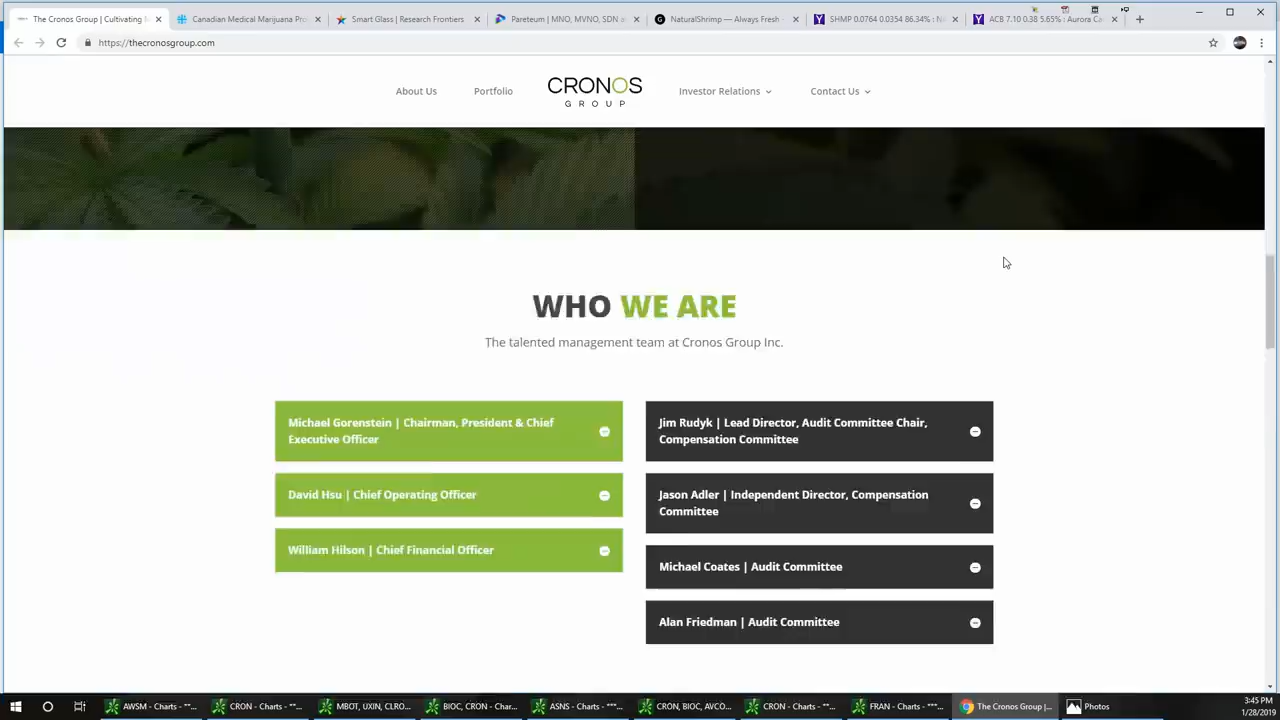 The Cronos Group | Cultivating
Canadian Medical Marijuana Pro
Smart Glass | Research Frontiers
Pareteum | MNO, MVNO, SDN a
NaturalShrimp — Always Fresh
SHMP 0.0764 0.0354 86.34% : N
ACB 7.10 0.38 5.65% : Aurora Ca
https://thecronosgroup.com
About Us
Portfolio
CRONOS
GROUP
Investor Relations
Contact Us
WHO WE ARE
The talented management team at Cronos Group Inc.
Michael Gorenstein | Chairman, President & Chief
Executive Officer
David Hsu | Chief Operating Officer
William Hilson | Chief Financial Officer
Jim Rudyk | Lead Director, Audit Committee Chair,
Compensation Committee
Jason Adler | Independent Director, Compensation
Committee
Michael Coates | Audit Committee
Alan Friedman | Audit Committee
AWSM - Charts - **...
CRON - Charts - **...
MBOT, UXIN, CLRO...
BIOC, CRON - Char...
ASNS - Charts - ***...
CRON, BIOC, AVCO...
CRON - Charts - **...
FRAN - Charts - ***...
The Cronos Group |...
Photos
3:45 PM
1/28/2019